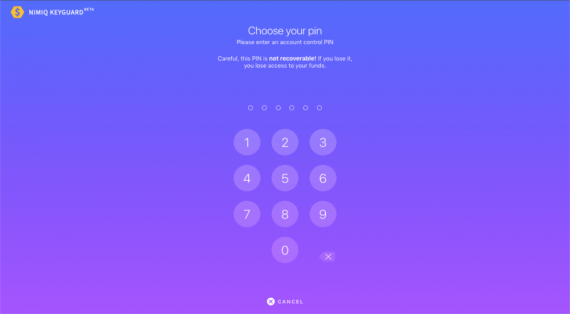 NIMIQ KEYGUARD BETA
Choose your pin
Please enter an account control PIN
Careful, this PIN is not recoverable! If you lose it,
you lose access to your funds.
1 2 3
4 5 6
7 8 9
0
CANCEL